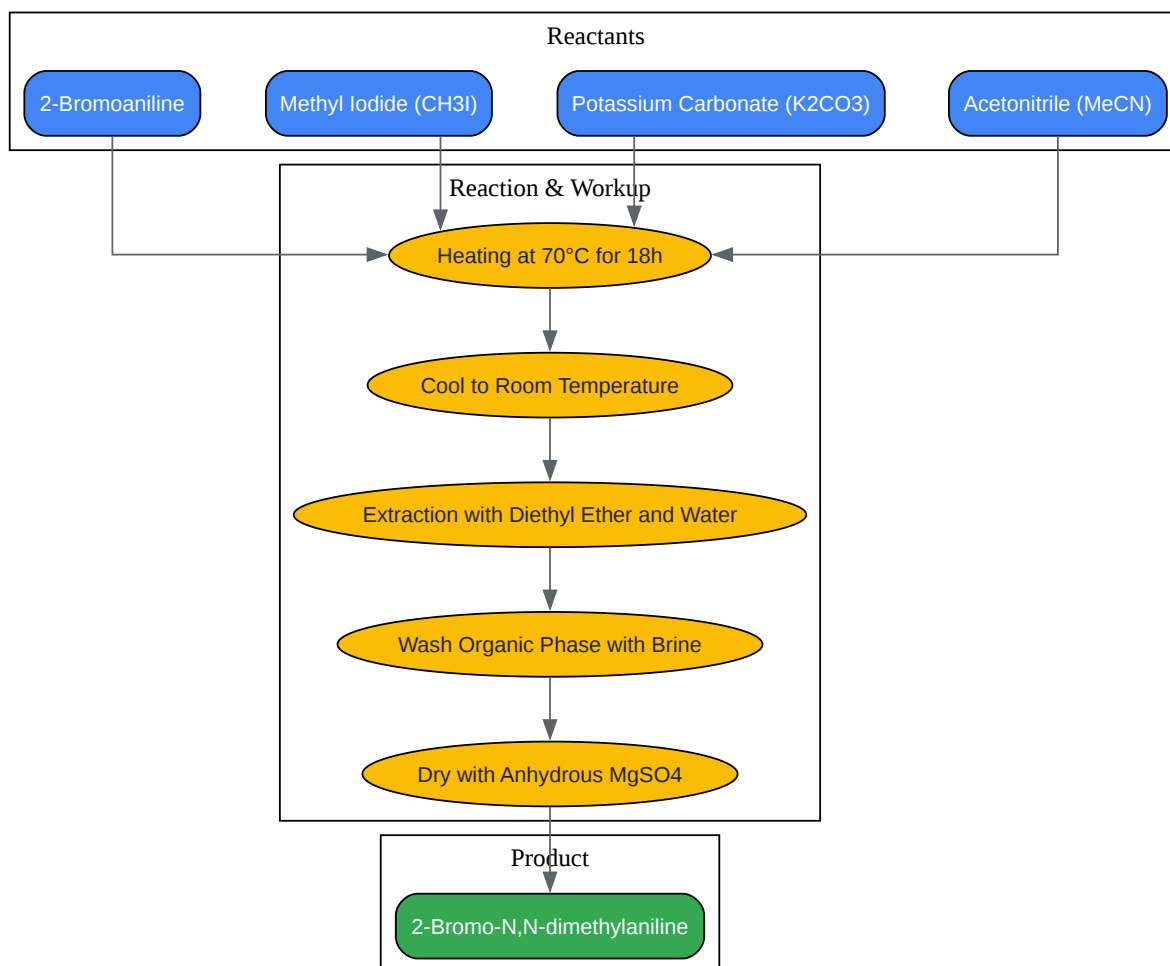 Reactants
2-Bromoaniline
Methyl Iodide (CH3I)
Potassium Carbonate (K2CO3)
Acetonitrile (MeCN)
Reaction & Workup
Heating at 70°C for 18h
Cool to Room Temperature
Extraction with Diethyl Ether and Water
Wash Organic Phase with Brine
Dry with Anhydrous MgSO4
Product
2-Bromo-N,N-dimethylaniline